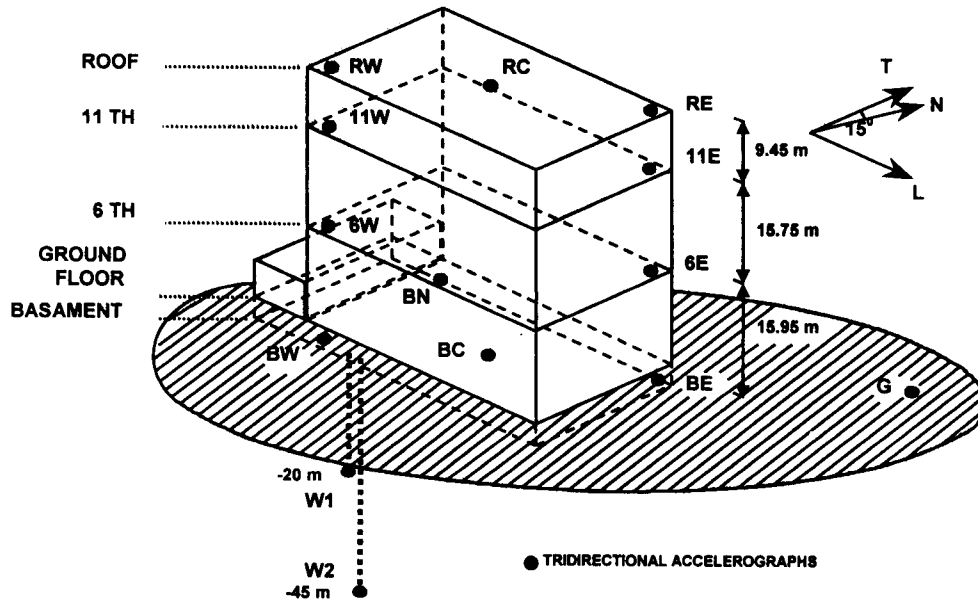 ROOF
RW
RC
RE
T
N
15⁰
L
11 TH
11W
11E
9.45 m
6 TH
6W
6E
15.75 m
GROUND
FLOOR
BASAMENT
BN
BW
BC
BE
15.95 m
G
-20 m
W1
W2
-45 m
TRIDIRECTIONAL ACCELEROGRAPHS